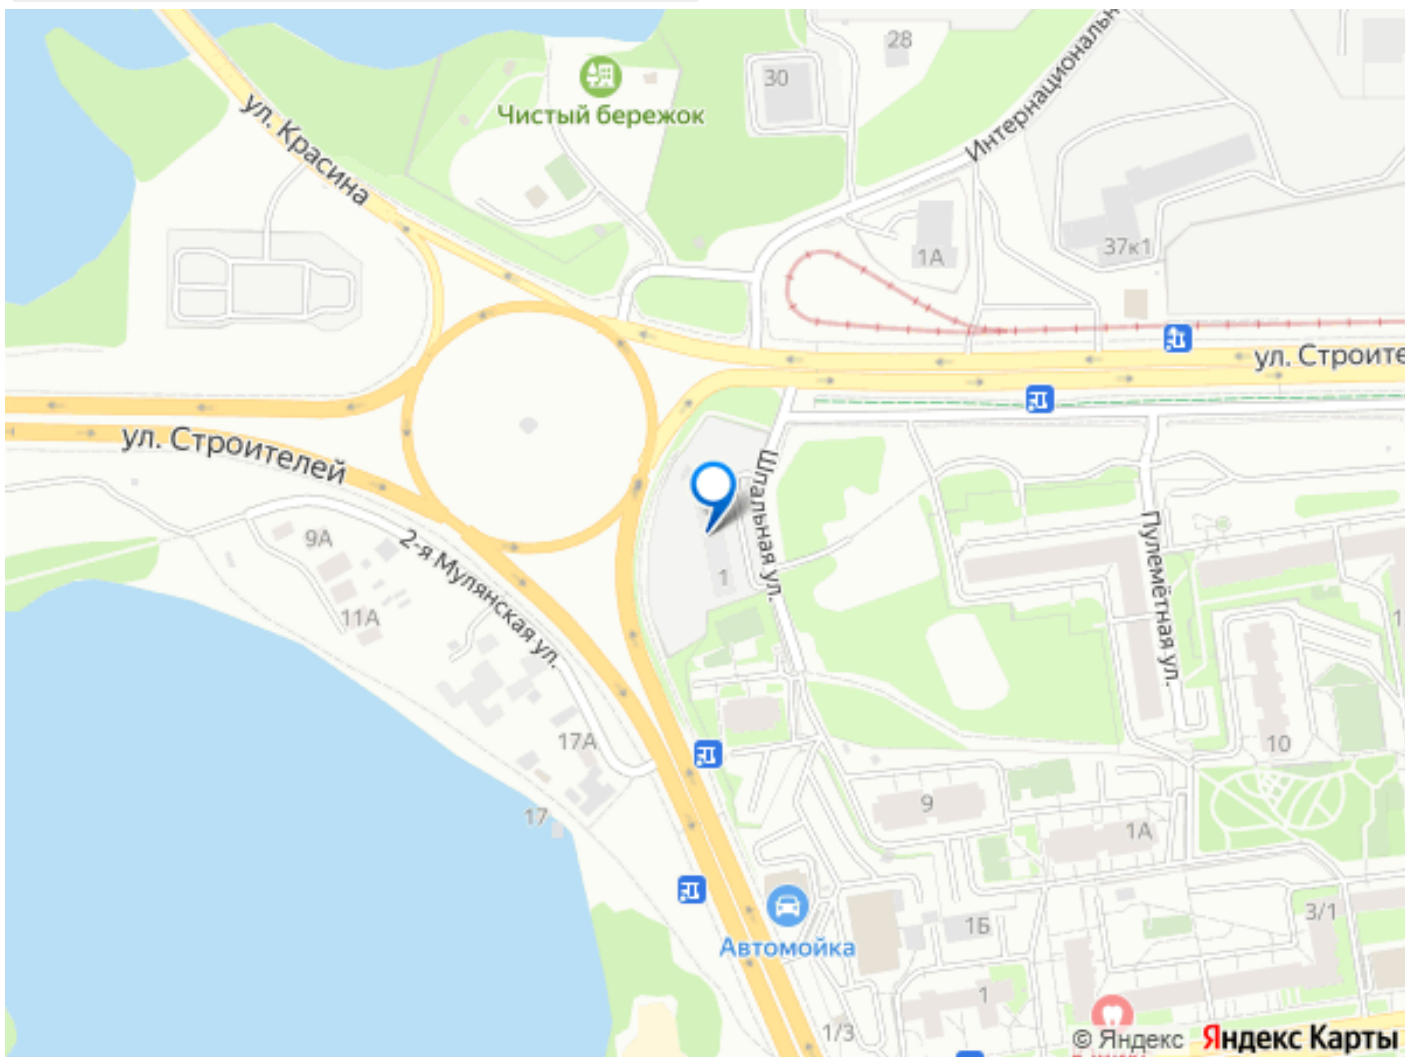 28
30
Чистый бережок
Интернациональн
ул. Красина
37к1
1А
ул. Строите
ул. Строителей
Шпальная ул.
Пулемётная ул.
9А
2-я Мулянская ул.
1
11А
1
17А
10
17
9
1А
3/1
1Б
Автомойка
1
1/3
© Яндекс Яндекс Карты